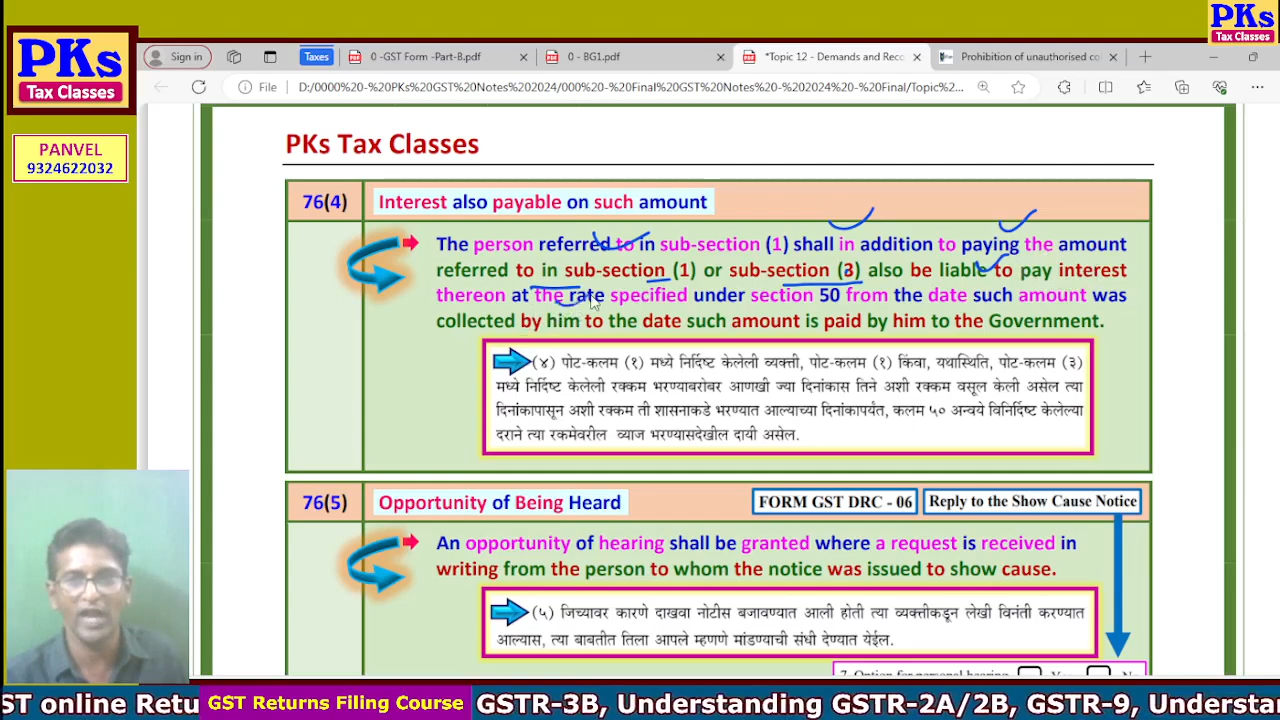 PKs
Tax Classes
PKs
Tax Classes
PANVEL
9324622032
Sign in
Taxes
0 -GST Form -Part-B.pdf
0 - BG1.pdf
*Topic 12 - Demands and Reco
Prohibition of unauthorised co
File
D:/0000%20-%20PKs%20GST%20Notes%202024/000%20-%20Final%20GST%20Notes%202024%20-%20Final/Topic%2...
PKs Tax Classes
76(4)
Interest also payable on such amount
The person referred to in sub-section (1) shall in addition to paying the amount
referred to in sub-section (1) or sub-section (3) also be liable to pay interest
thereon at the rate specified under section 50 from the date such amount was
collected by him to the date such amount is paid by him to the Government.
(४) पोट-कलम (१) मध्ये निर्दिष्ट केलेली व्यक्ती, पोट-कलम (१) किंवा, यथास्थिति, पोट-कलम (३)
मध्ये निर्दिष्ट केलेली रक्कम भरण्याबरोबर आणखी ज्या दिनांकास तिने अशी रक्कम वसूल केली असेल त्या
दिनांकापासून अशी रक्कम ती शासनाकडे भरण्यात आल्याच्या दिनांकापर्यंत, कलम ५० अन्वये विनिर्दिष्ट केलेल्या
दराने त्या रकमेवरील व्याज भरण्यासदेखील दायी असेल.
76(5)
Opportunity of Being Heard
FORM GST DRC - 06
Reply to the Show Cause Notice
An opportunity of hearing shall be granted where a request is received in
writing from the person to whom the notice was issued to show cause.
(५) जिच्यावर कारणे दाखवा नोटीस बजावण्यात आली होती त्या व्यक्तीकडून लेखी विनंती करण्यात
आल्यास, त्या बाबतीत तिला आपले म्हणणे मांडण्याची संधी देण्यात येईल.
7. Option for personal hearing
ST online Retu
GST Returns Filing Course
GSTR-3B, Understanding GSTR-2A/2B, GSTR-9, Understa